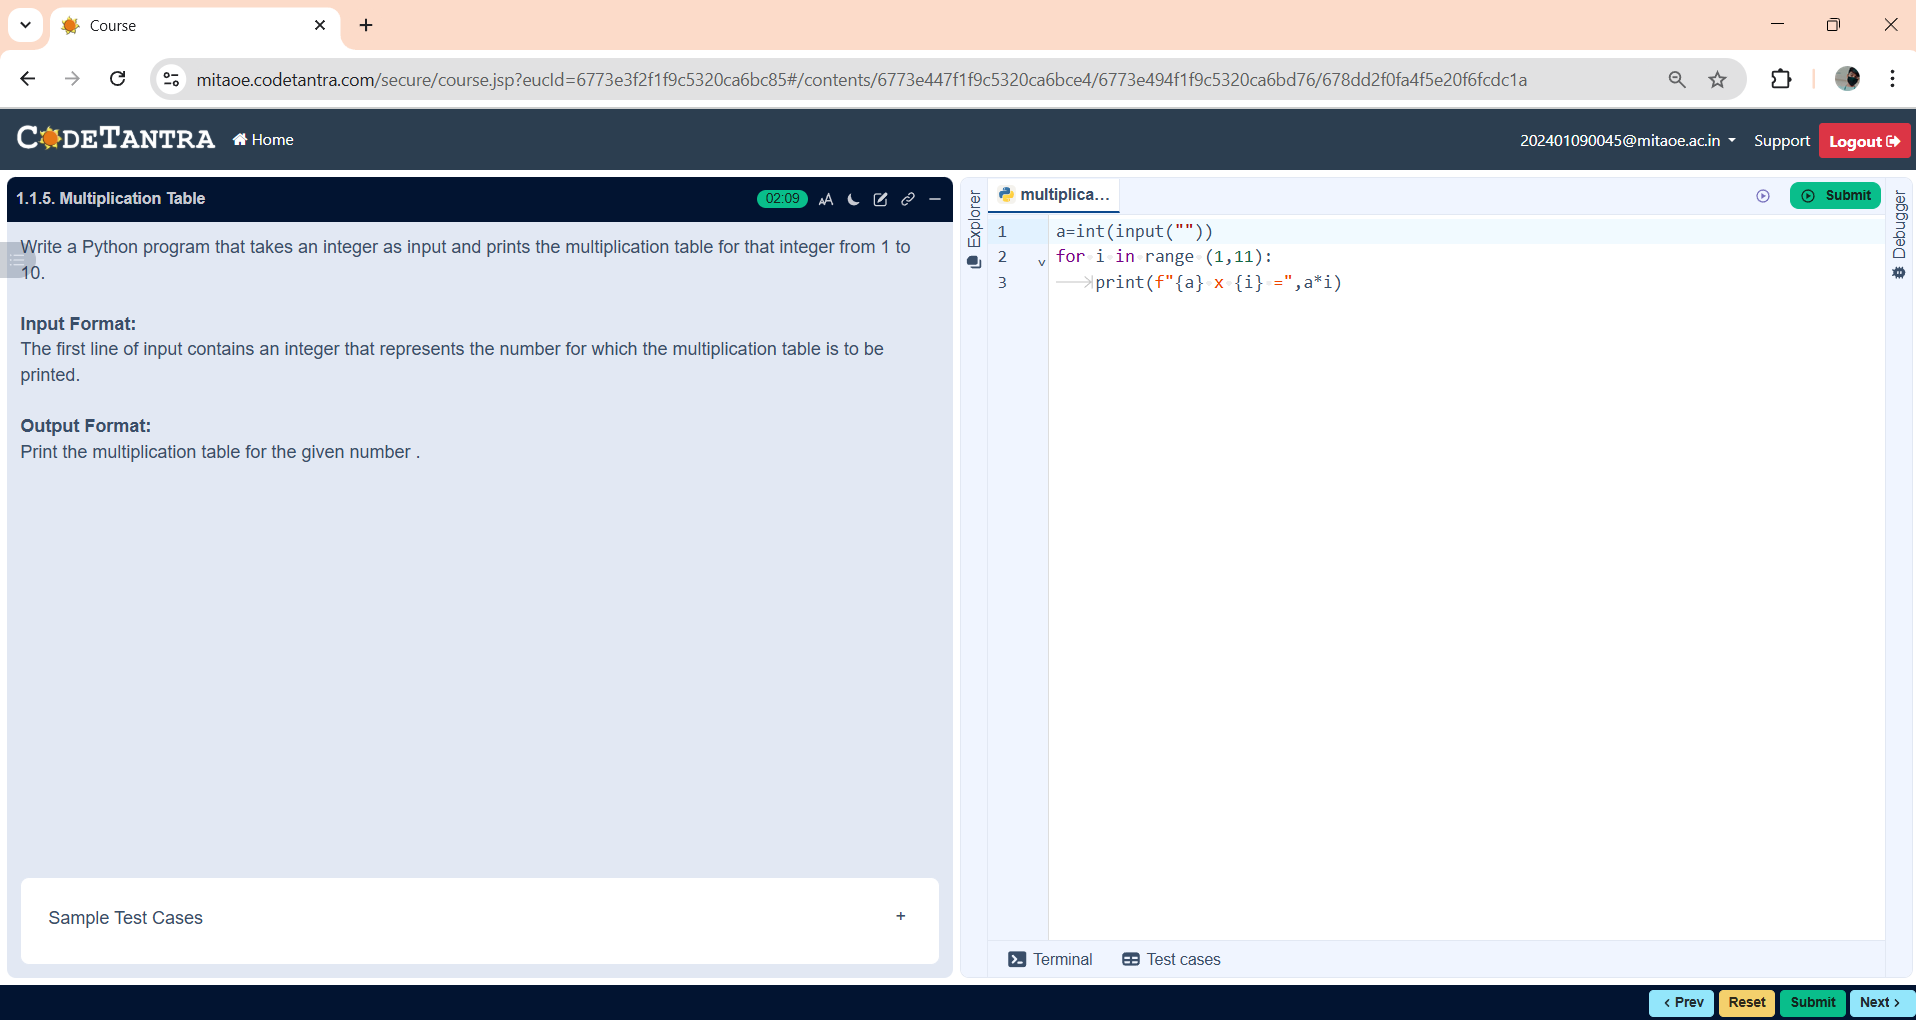 Course
mitaoe.codetantra.com/secure/course.jsp?eucId=6773e3f2f1f9c5320ca6bc85#/contents/6773e447f1f9c5320ca6bce4/6773e494f1f9c5320ca6bd76/678dd2f0fa4f5e20f6fcdc1a
CODETANTRA
Home
202401090045@mitaoe.ac.in
Support
Logout
1.1.5. Multiplication Table
02:09
AA
Write a Python program that takes an integer as input and prints the multiplication table for that integer from 1 to
10.
Input Format:
The first line of input contains an integer that represents the number for which the multiplication table is to be
printed.
Output Format:
Print the multiplication table for the given number .
Sample Test Cases
+
Explorer
multiplica...
Submit
Debugger
1 a=int(input(""))
2 for i in range (1,11):
3 print(f"{a} x {i} =",a*i)
Terminal
Test cases
< Prev
Reset
Submit
Next >